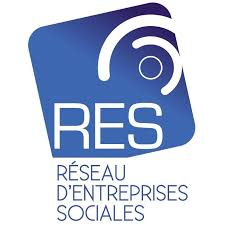 RES
RÉSEAU
D'ENTREPRISES
SOCIALES